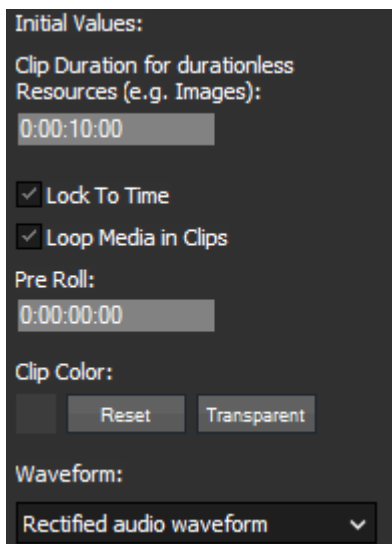 Initial Values:
Clip Duration for durationless
Resources (e.g. Images):
0:00:10:00
Lock To Time
Loop Media in Clips
Pre Roll:
0:00:00:00
Clip Color:
Reset Transparent
Waveform:
Rectified audio waveform